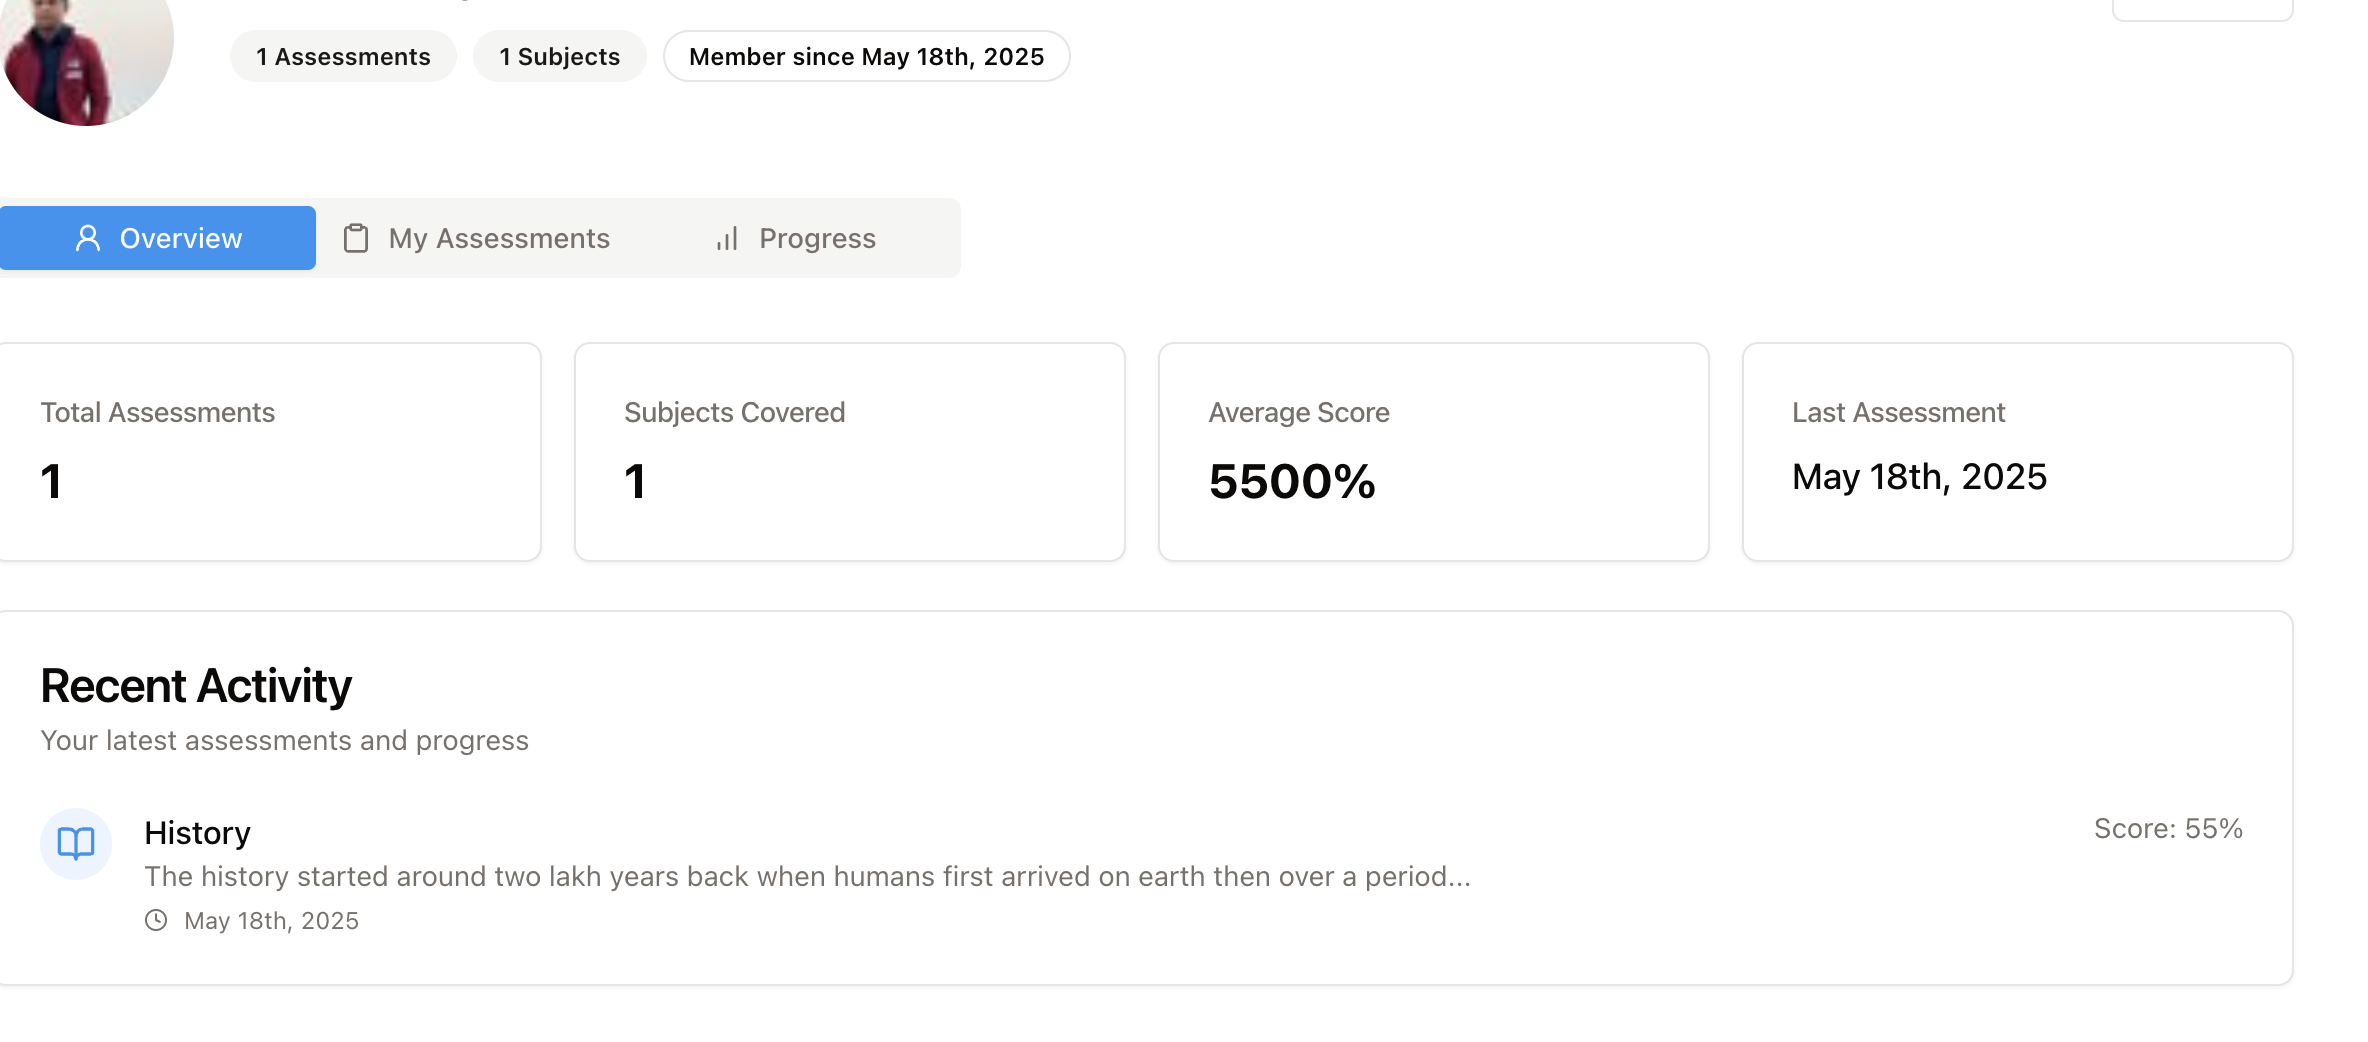 1 Assessments
1 Subjects
Member since May 18th, 2025
Overview
My Assessments
Progress
Total Assessments
1
Subjects Covered
1
Average Score
5500%
Last Assessment
May 18th, 2025
Recent Activity
Your latest assessments and progress
History
Score: 55%
The history started around two lakh years back when humans first arrived on earth then over a period...
May 18th, 2025